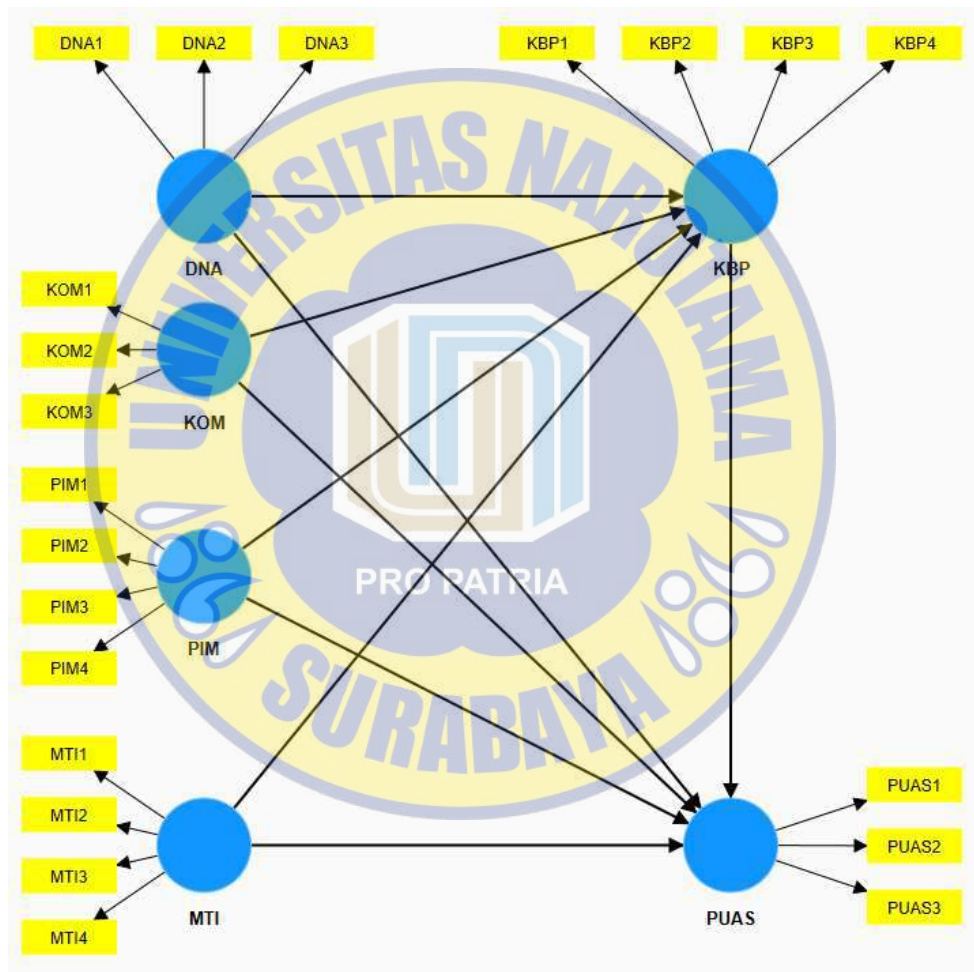 DNA1
DNA2
DNA3
KBP1
KBP2
KBP3
KBP4
DNA
KBP
KOM1
KOM2
KOM3
KOM
PIM1
PIM2
PIM3
PIM4
PIM
MTI1
MTI2
MTI3
MTI4
MTI
PUAS1
PUAS2
PUAS3
PUAS
UNIVERSITAS NAROTAMA
PRO PATRIA
SURABAYA